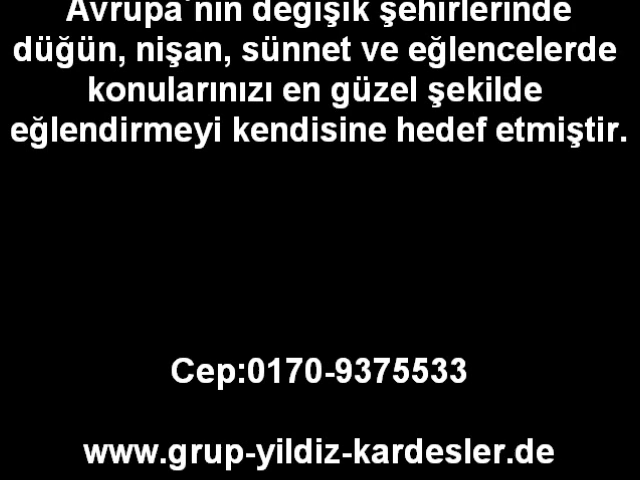 Avrupa'nın değişik şehirlerinde
düğün, nişan, sünnet ve eğlencelerde
konularınızı en güzel şekilde
eğlendirmeyi kendisine hedef etmiştir.
Cep:0170-9375533
www.grup-yildiz-kardesler.de